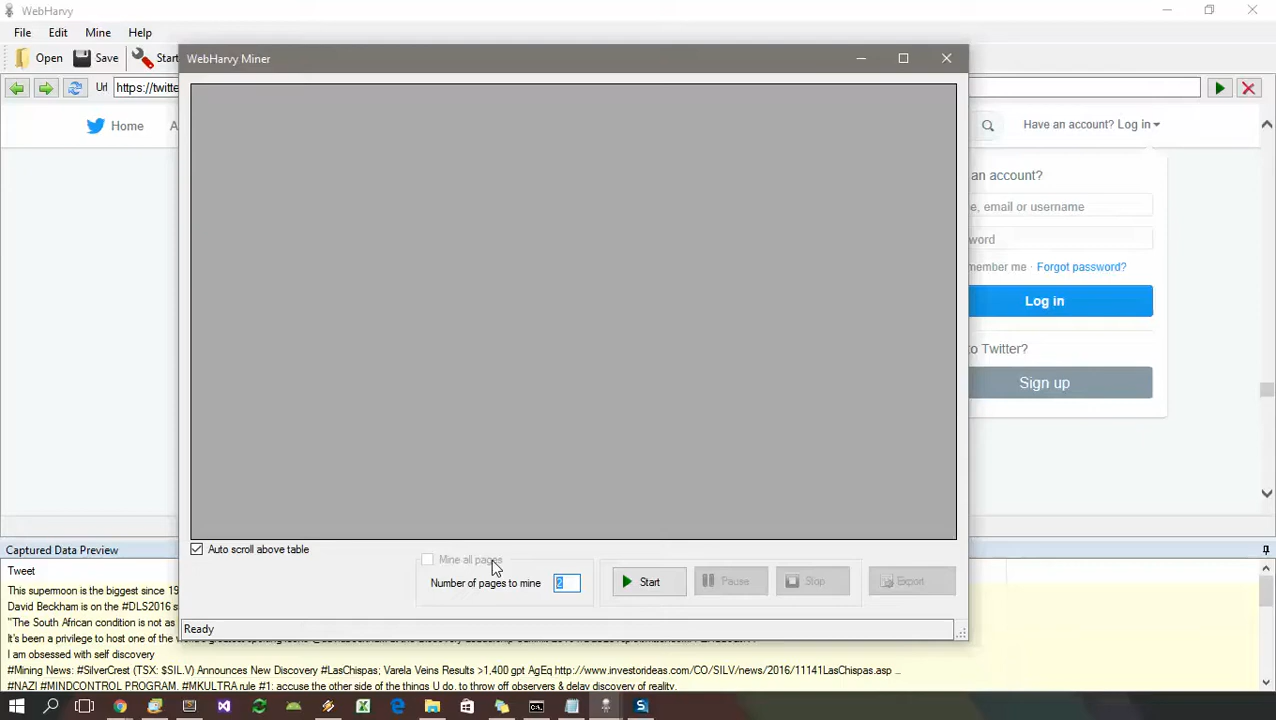 WebHarvy
File Edit Mine Help
Open Save Start
WebHarvy Miner
Url https://twitte
Home A
Have an account? Log in
an account?
e, email or username
word
member me · Forgot password?
Log in
to Twitter?
Sign up
Auto scroll above table
Mine all pages
Number of pages to mine 2
Start Pause Stop Export
Ready
Captured Data Preview
Tweet
This supermoon is the biggest since 19
David Beckham is on the #DLS2016 s
"The South African condition is not as
It's been a privilege to host one of the
I am obsessed with self discovery
#Mining News: #SilverCrest (TSX: $SIL.V) Announces New Discovery #LasChispas; Varela Veins Results >1,400 gpt AgEq http://www.investorideas.com/CO/SILV/news/2016/11141LasChispas.asp ...
#NAZI #MINDCONTROL PROGRAM. #MKULTRA rule #1: accuse the other side of the things U do, to throw off observers & delay discovery of reality.